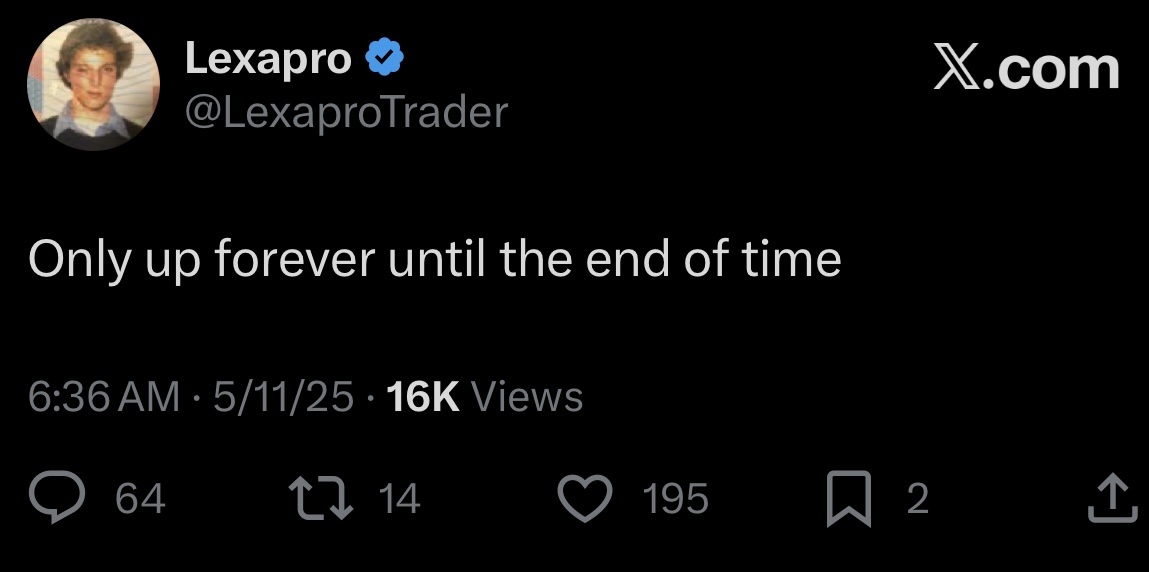 Lexapro
@LexaproTrader
𝕏.com
Only up forever until the end of time
6:36 AM · 5/11/25 · 16K Views
64 14 195 2